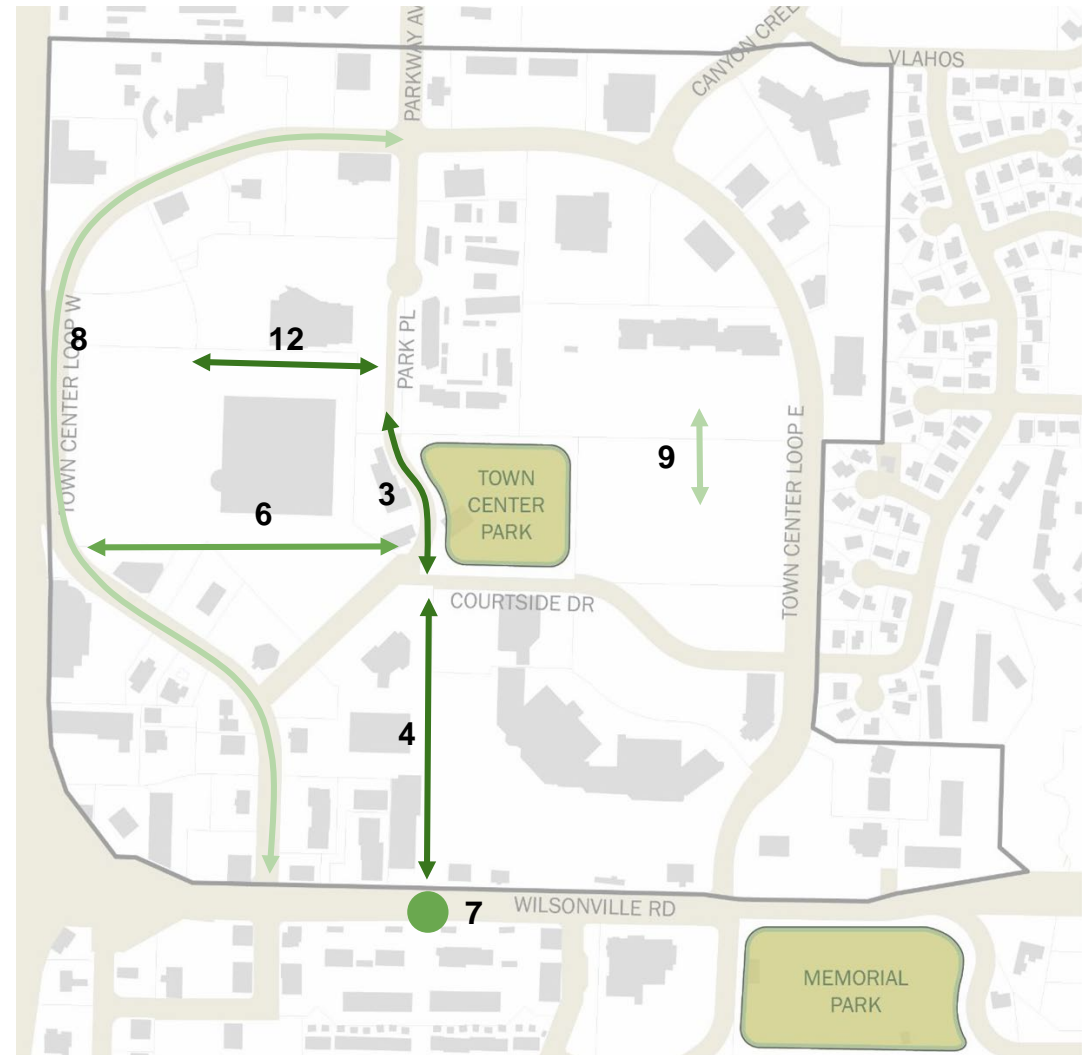 PARKWAY AV
CANYON CREE
VLAHOS
TOWN CENTER LOOP W
8
12
PARK PL
TOWN CENTER LOOP E
9
3
TOWN
CENTER
PARK
6
COURTSIDE DR
4
7
WILSONVILLE RD
MEMORIAL
PARK